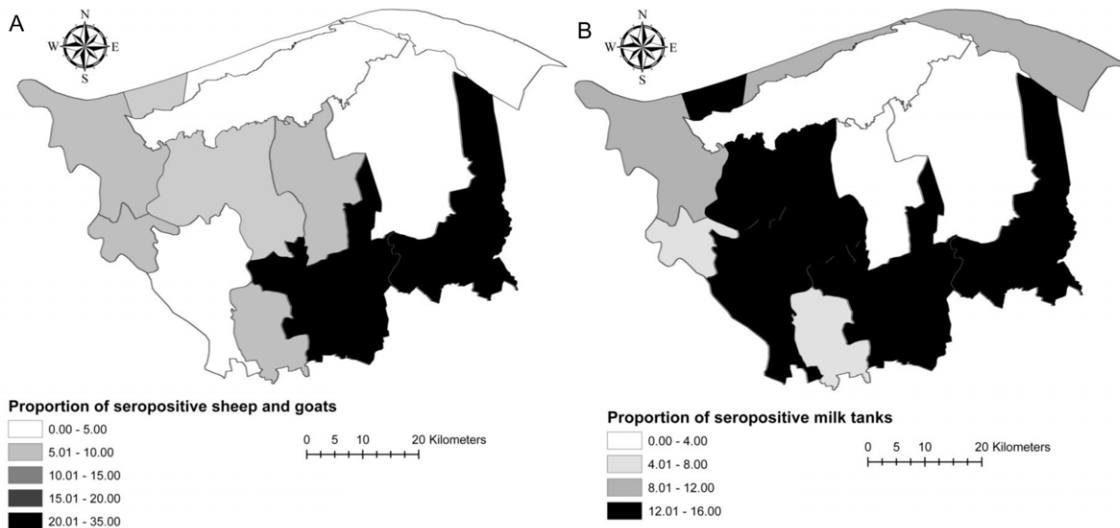 A
N
W E
S
Proportion of seropositive sheep and goats
0.00 - 5.00
5.01 - 10.00
10.01 - 15.00
15.01 - 20.00
20.01 - 35.00
0 5 10 20 Kilometers
B
N
W E
S
Proportion of seropositive milk tanks
0.00 - 4.00
4.01 - 8.00
8.01 - 12.00
12.01 - 16.00
0 5 10 20 Kilometers